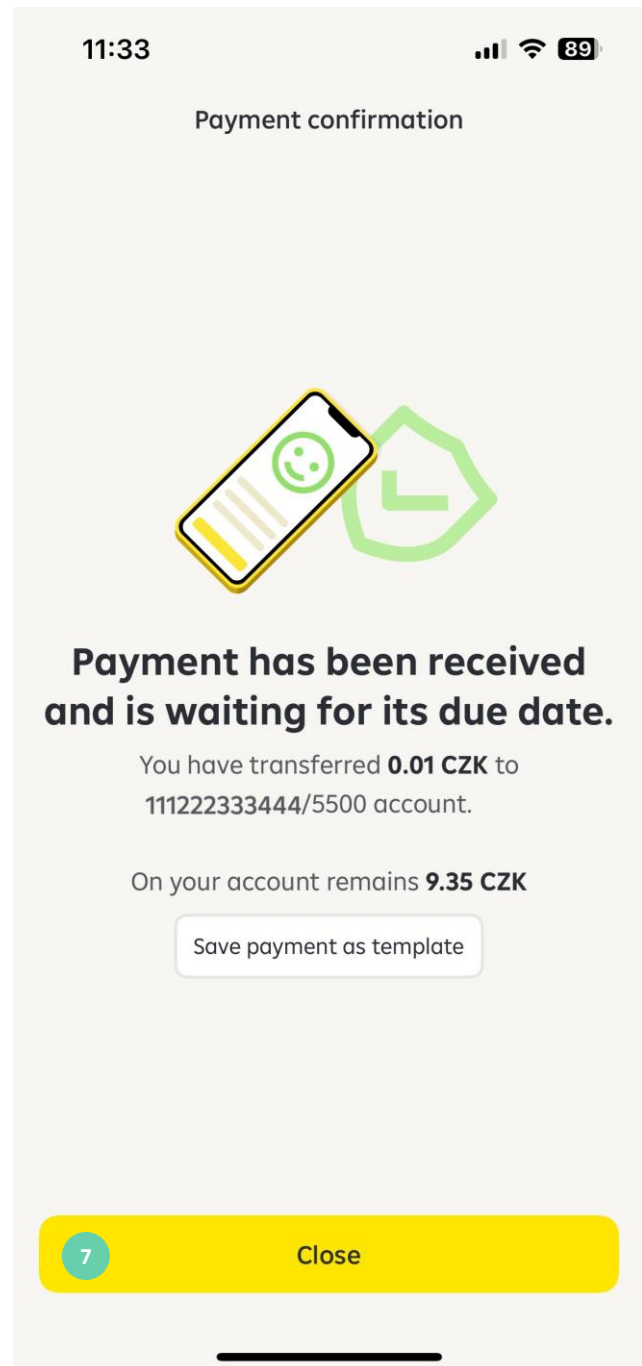 11:33
89
Payment confirmation
Payment has been received
and is waiting for its due date.
You have transferred 0.01 CZK to
111222333444/5500 account.
On your account remains 9.35 CZK
Save payment as template
7
Close